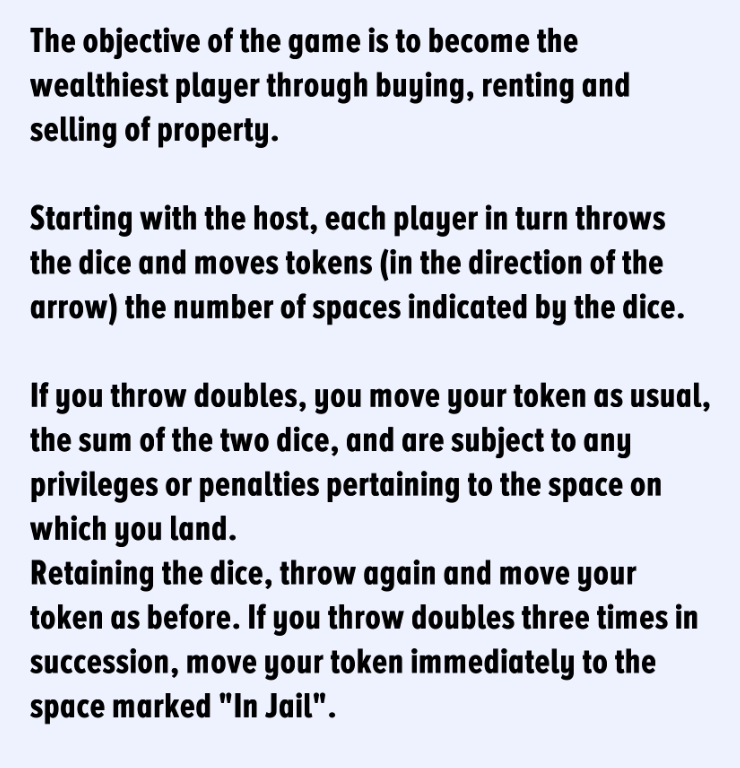 The objective of the game is to become the
wealthiest player through buying, renting and
selling of property.
Starting with the host, each player in turn throws
the dice and moves tokens (in the direction of the
arrow) the number of spaces indicated by the dice.
If you throw doubles, you move your token as usual,
the sum of the two dice, and are subject to any
privileges or penalties pertaining to the space on
which you land.
Retaining the dice, throw again and move your
token as before. If you throw doubles three times in
succession, move your token immediately to the
space marked "In Jail".